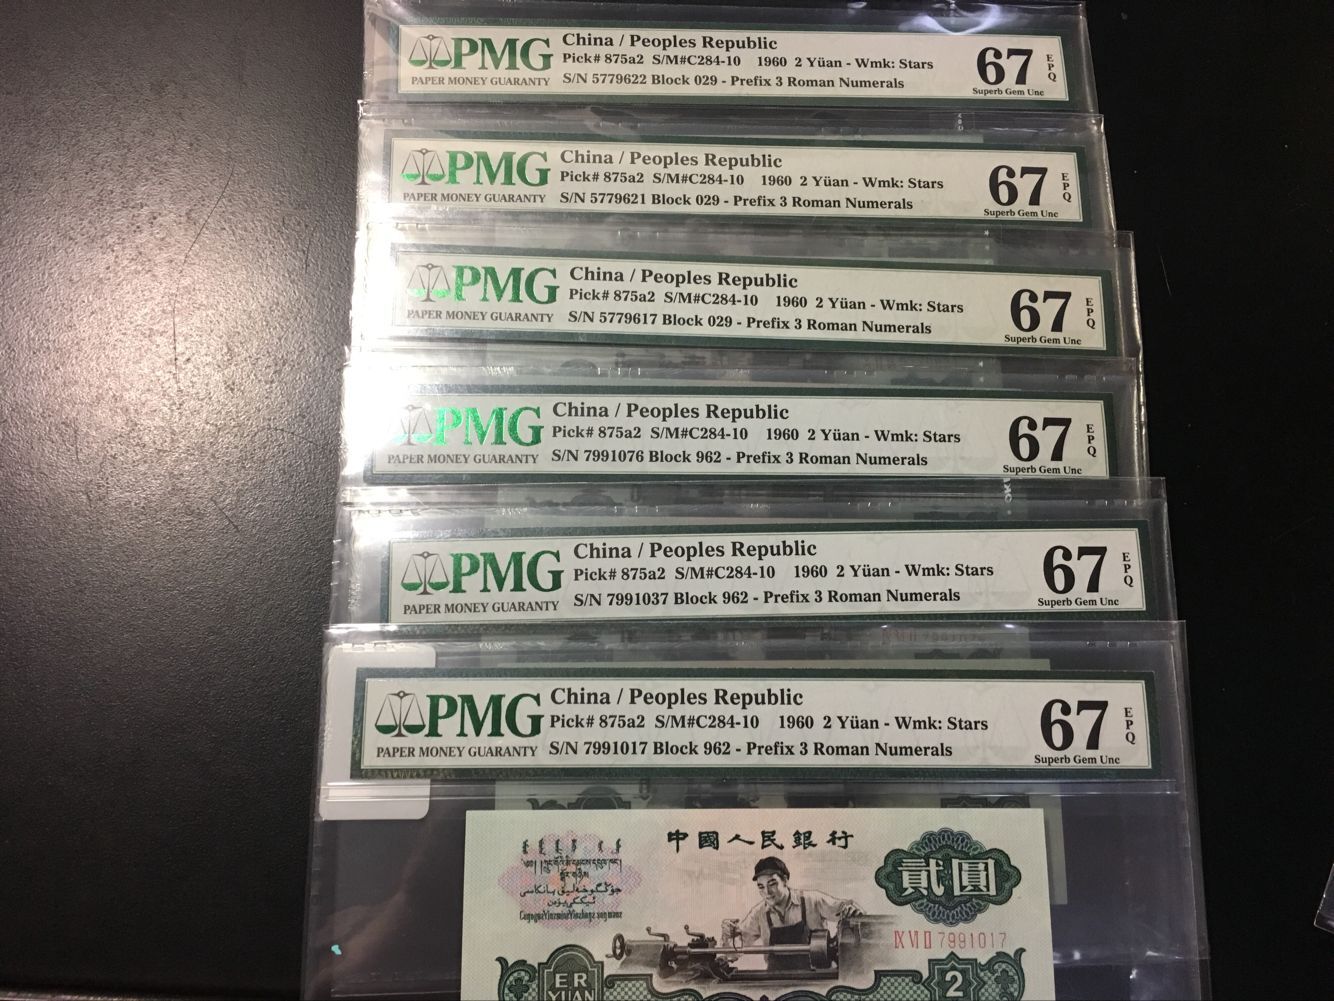 PMG
PAPER MONEY GUARANTY
China / Peoples Republic
Pick# 875a2 S/M#C284-10 1960 2 Yüan - Wmk: Stars
S/N 5779622 Block 029 - Prefix 3 Roman Numerals
67
EPQ
Superb Gem Unc
PMG
PAPER MONEY GUARANTY
China / Peoples Republic
Pick# 875a2 S/M#C284-10 1960 2 Yüan - Wmk: Stars
S/N 5779621 Block 029 - Prefix 3 Roman Numerals
67
EPQ
Superb Gem Unc
PMG
PAPER MONEY GUARANTY
China / Peoples Republic
Pick# 875a2 S/M#C284-10 1960 2 Yüan - Wmk: Stars
S/N 5779617 Block 029 - Prefix 3 Roman Numerals
67
EPQ
Superb Gem Unc
PMG
PAPER MONEY GUARANTY
China / Peoples Republic
Pick# 875a2 S/M#C284-10 1960 2 Yüan - Wmk: Stars
S/N 7991076 Block 962 - Prefix 3 Roman Numerals
67
EPQ
Superb Gem Unc
PMG
PAPER MONEY GUARANTY
China / Peoples Republic
Pick# 875a2 S/M#C284-10 1960 2 Yüan - Wmk: Stars
S/N 7991037 Block 962 - Prefix 3 Roman Numerals
67
EPQ
Superb Gem Unc
PMG
PAPER MONEY GUARANTY
China / Peoples Republic
Pick# 875a2 S/M#C284-10 1960 2 Yüan - Wmk: Stars
S/N 7991017 Block 962 - Prefix 3 Roman Numerals
67
EPQ
Superb Gem Unc
中國人民銀行
貳圓
ⅨⅥⅡ 7991017
ER
YUAN
2